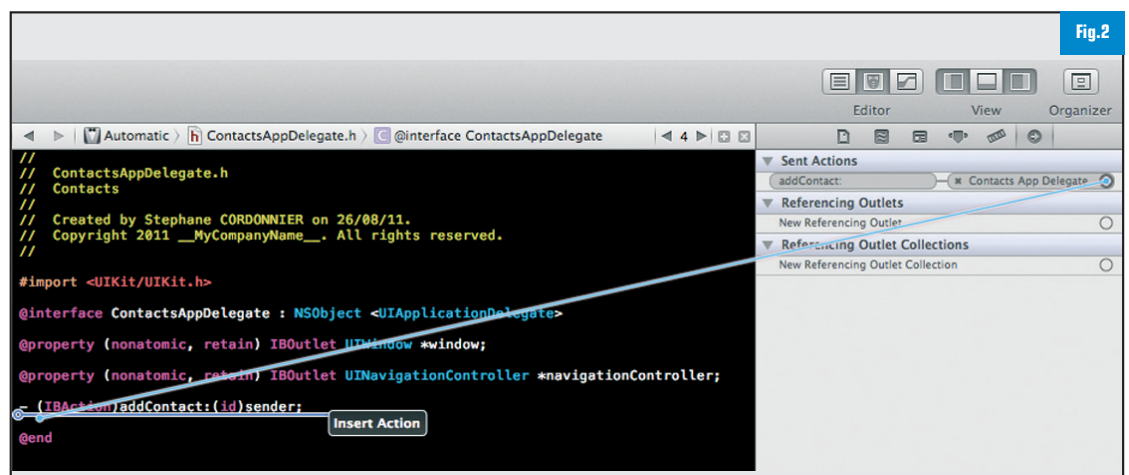 Fig.2
Editor View Organizer
Automatic ContactsAppDelegate.h @interface ContactsAppDelegate 4
//
//  ContactsAppDelegate.h
//  Contacts
//
//  Created by Stephane CORDONNIER on 26/08/11.
//  Copyright 2011 __MyCompanyName__. All rights reserved.
//
#import <UIKit/UIKit.h>
@interface ContactsAppDelegate : NSObject <UIApplicationDelegate>
@property (nonatomic, retain) IBOutlet UIWindow *window;
@property (nonatomic, retain) IBOutlet UINavigationController *navigationController;
- (IBAction)addContact:(id)sender;
Insert Action
@end
Sent Actions
addContact: Contacts App Delegate
Referencing Outlets
New Referencing Outlet
Referencing Outlet Collections
New Referencing Outlet Collection